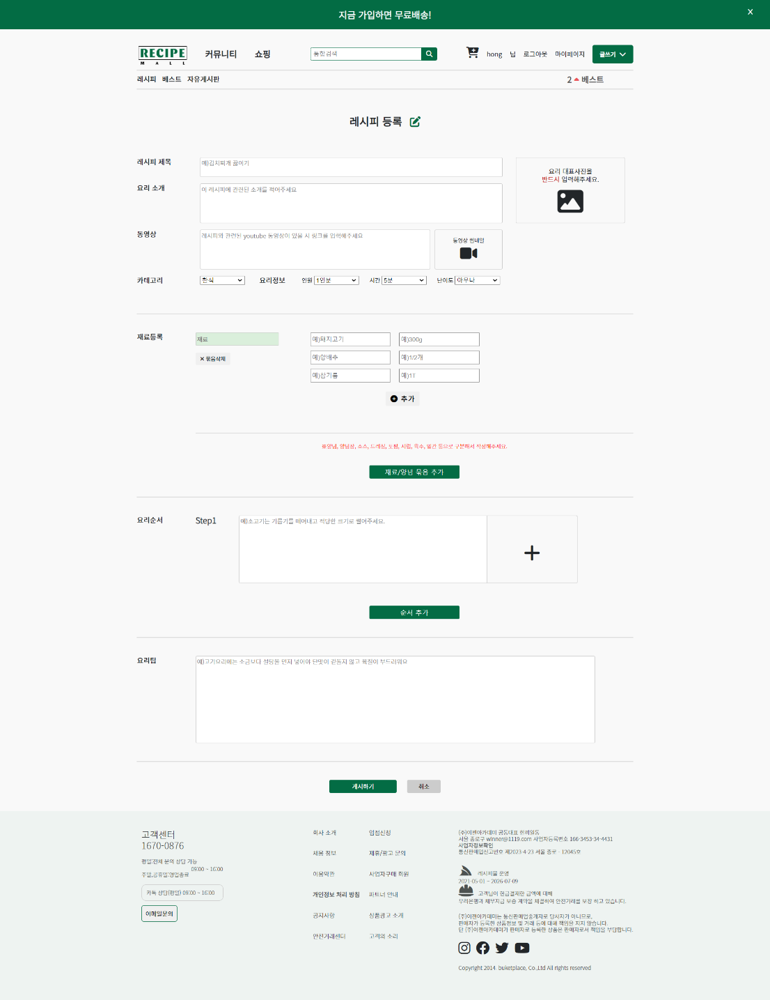 지금 가입하면 무료배송!
X
RECIPE
MALL
커뮤니티 쇼핑
통합검색
hong 님 로그아웃 마이페이지 글쓰기
레시피 베스트 자유게시판
2 베스트
레시피 등록
레시피 제목
예)김치찌개 끓이기
요리 대표사진을
반드시 입력해주세요.
요리 소개
이 레시피에 관련된 소개를 적어주세요
동영상
레시피와 관련된 youtube 동영상이 있을 시 링크를 입력해주세요
동영상 썸네일
카테고리 한식 요리정보 인원 1인분 시간 5분 난이도 아무나
재료등록
재료
예)돼지고기 예)300g
✕ 묶음삭제
예)양배추 예)1/2개
예)참기름 예)1T
추가
※양념, 양념장, 소스, 드레싱, 토핑, 시럽, 육수, 밑간 등으로 구분해서 작성해주세요.
재료/양념 묶음 추가
요리순서 Step1
예)소고기는 기름기를 떼어내고 적당한 크기로 썰어주세요.
순서 추가
요리팁
예)고기요리에는 소금보다 설탕을 먼저 넣어야 단맛이 겉돌지 않고 육질이 부드러워요
게시하기 취소
고객센터
1670-0876
평일:전체 문의 상담 가능
09:00 ~ 16:00
주말,공휴일:영업종료
카톡 상담(평일) 09:00 ~ 16:00
이메일문의
회사 소개 입점신청
채용 정보 제휴/광고 문의
이용약관 사업자구매 회원
개인정보 처리 방침 파트너 안내
공지사항 상품광고 소개
안전거래센터 고객의 소리
(주)이젠아카데미 공동대표 한끼일동
서울 종로구 winner@1119.com 사업자등록번호 166-3453-34-4431
사업자정보확인
통신판매업신고번호 제2023-4-23 서울 종로 - 12045호
레시피몰 운영
2021-05-01 ~ 2026-07-09
고객님이 현금결재한 금액에 대해
우리은행과 채무지급 보증 계약을 체결하여 안전거래를 보장 하고 있습니다.
(주)이젠아카데미는 통신판매업중개자로 당사자가 아니므로,
판매자가 등록한 상품정보 및 거래 등에 대해 책임을 지지 않습니다.
단 (주)이젠아카데미가 판매자로 등록한 상품은 판매자로서 책임을 부담합니다.
Copyright 2014. buketplace, Co.,Ltd All rights reserved